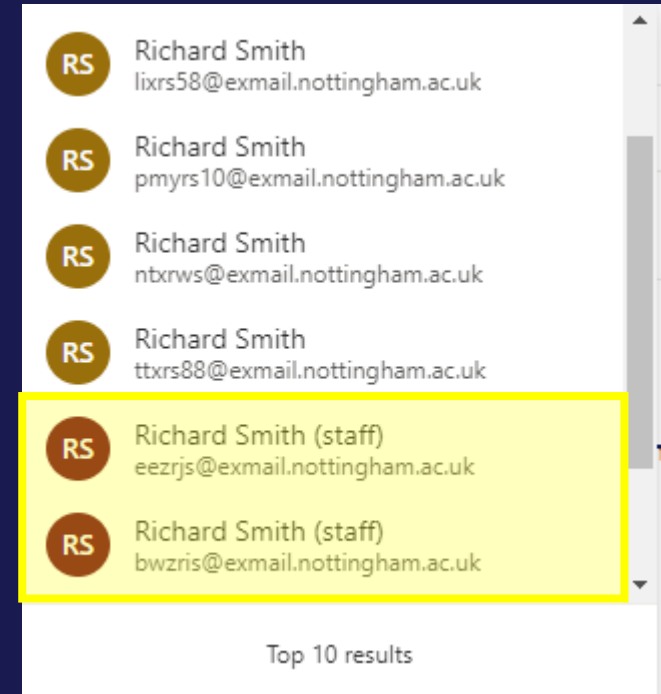 RS
Richard Smith
lixrs58@exmail.nottingham.ac.uk
RS
Richard Smith
pmyrs10@exmail.nottingham.ac.uk
RS
Richard Smith
ntxrws@exmail.nottingham.ac.uk
RS
Richard Smith
ttxrs88@exmail.nottingham.ac.uk
RS
Richard Smith (staff)
eezrjs@exmail.nottingham.ac.uk
RS
Richard Smith (staff)
bwzris@exmail.nottingham.ac.uk
Top 10 results